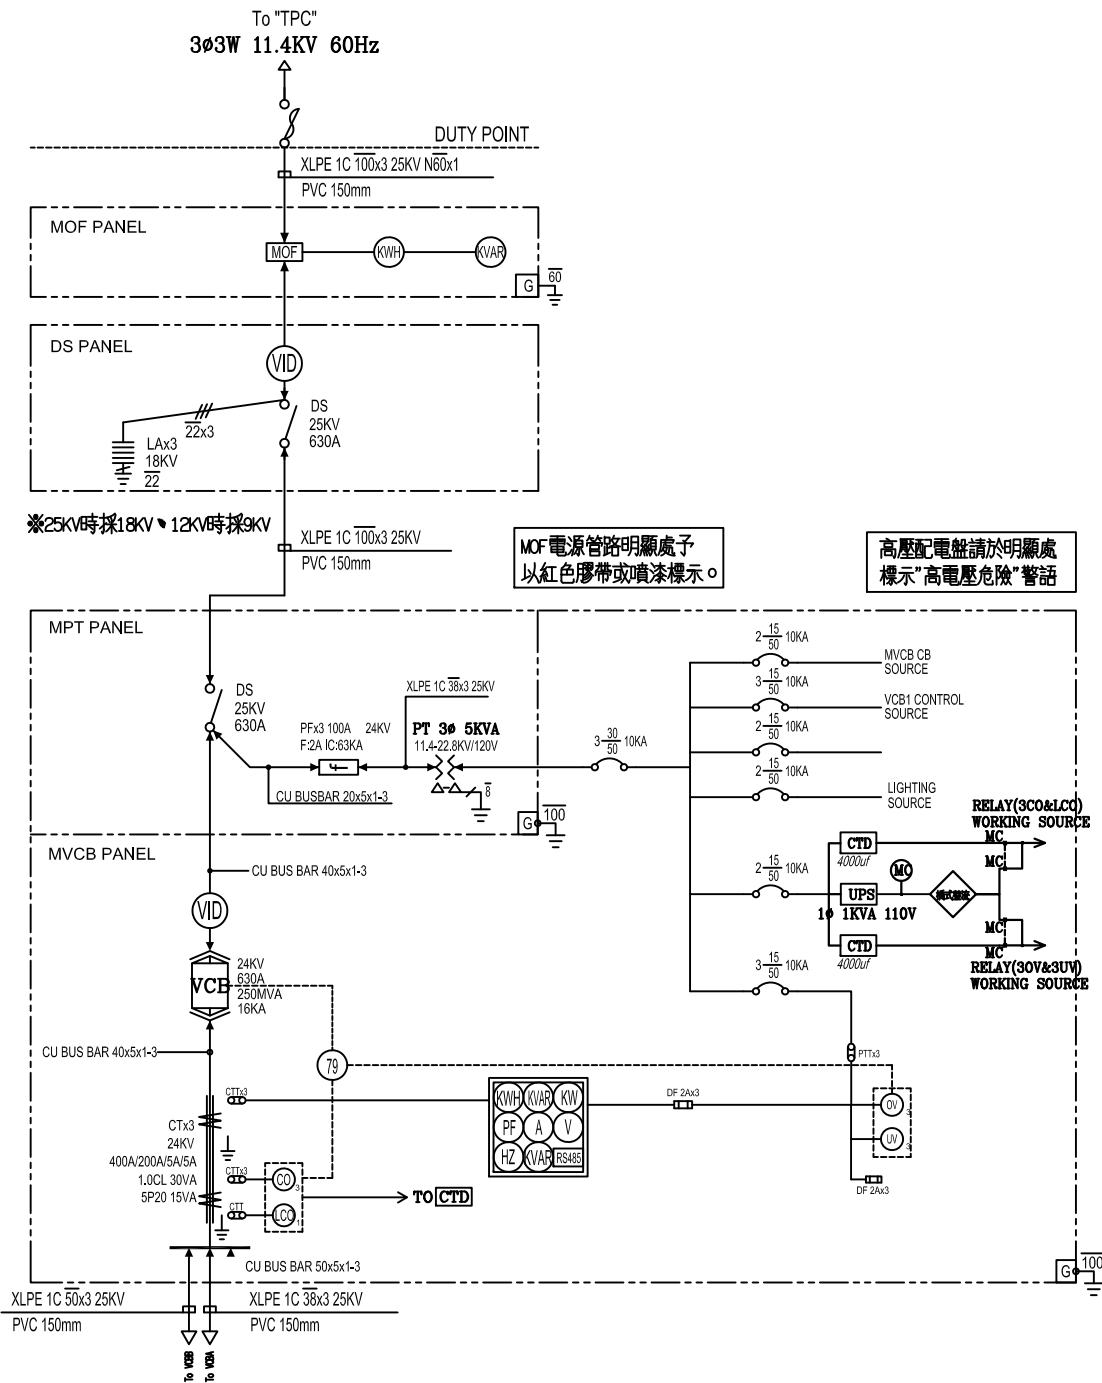 To "TPC"
3ø3W 11.4KV 60Hz
DUTY POINT
XLPE 1C 100x3 25KV N60x1
PVC 150mm
MOF PANEL
MOF
KWH
KVAR
G
60
DS PANEL
VID
DS
25KV
630A
22x3
LAx3
18KV
22
※25KV時採18KV、12KV時採9KV
XLPE 1C 100x3 25KV
PVC 150mm
MOF電源管路明顯處予
以紅色膠帶或噴漆標示。
高壓配電盤請於明顯處
標示"高電壓危險"警語
MPT PANEL
DS
25KV
630A
PFx3 100A 24KV
F:2A IC:63KA
XLPE 1C 38x3 25KV
PT 3ø 5KVA
11.4-22.8KV/120V
8
CU BUSBAR 20x5x1-3
G
100
3 30/50 10KA
2 15/50 10KA
MVCB CB
SOURCE
3 15/50 10KA
VCB1 CONTROL
SOURCE
2 15/50 10KA
2 15/50 10KA
LIGHTING
SOURCE
RELAY(3CO&LCO)
WORKING SOURCE
MC
MC
CTD
4000uf
2 15/50 10KA
MC
UPS
1ø 1KVA 110V
CTD
4000uf
MC
MC
RELAY(3OV&3UV)
WORKING SOURCE
3 15/50 10KA
MVCB PANEL
CU BUS BAR 40x5x1-3
VID
VCB
24KV
630A
250MVA
16KA
CU BUS BAR 40x5x1-3
79
PTTx3
CTTx3
KWH KVAR KW
PF A V
HZ KVAR RS485
DF 2Ax3
OV
3
UV
3
DF 2Ax3
CTx3
24KV
400A/200A/5A/5A
1.0CL 30VA
5P20 15VA
CTTx3
CO
3
CTT
LCO
1
TO CTD
CU BUS BAR 50x5x1-3
G
100
XLPE 1C 50x3 25KV
PVC 150mm
XLPE 1C 38x3 25KV
PVC 150mm
To VCBB
To VCBA